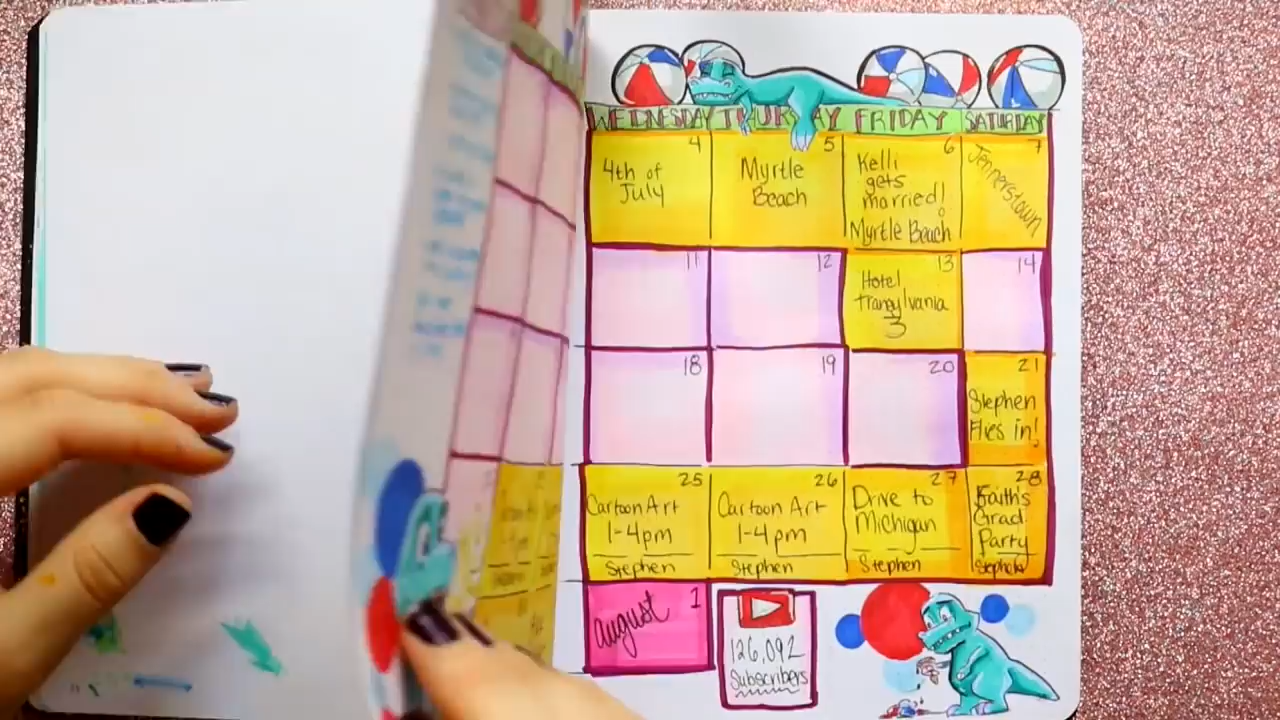 WEDNESDAY THURSDAY FRIDAY SATURDAY
4 5 6 7
4th of
July
Myrtle
Beach
Kelli
gets
married!
Myrtle Beach
Jennerstown
11 12 13 14
Hotel
Transylvania
3
18 19 20 21
Stephen
Flies in!
25 26 27 28
Cartoon Art
1-4pm
Stephen
Cartoon Art
1-4pm
Stephen
Drive to
Michigan
Stephen
Faith's
Grad
Party
Stephen
August 1
126,092
Subscribers